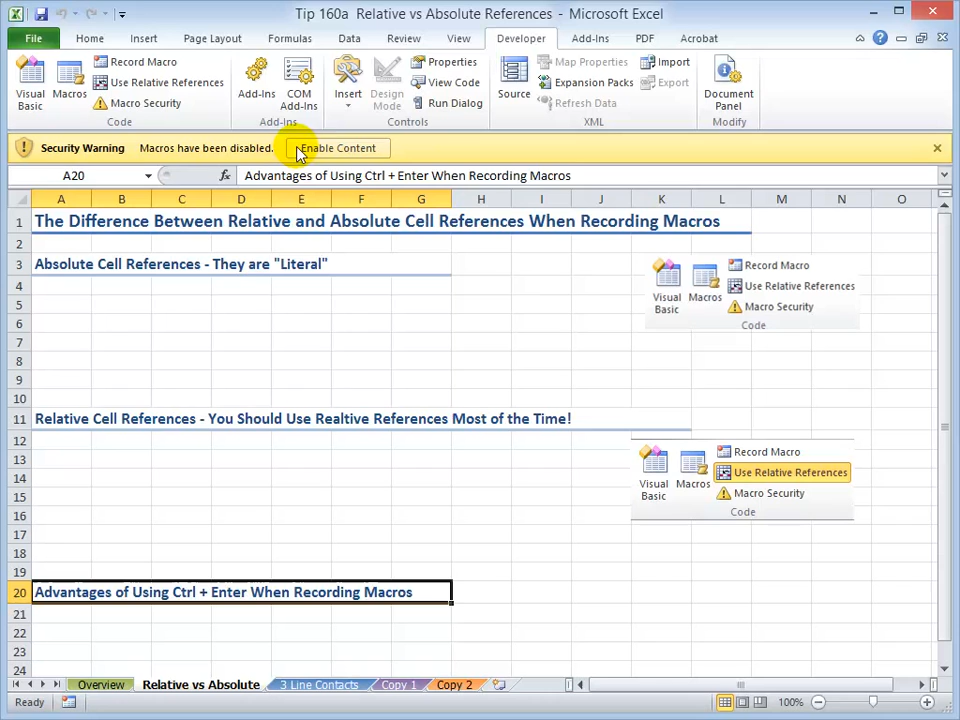 Tip 160a Relative vs Absolute References - Microsoft Excel
File Home Insert Page Layout Formulas Data Review View Developer Add-Ins PDF Acrobat
Visual Basic
Macros
Record Macro
Use Relative References
Macro Security
Code
Add-Ins
COM Add-Ins
Add-Ins
Insert
Design Mode
Properties
View Code
Run Dialog
Controls
Source
Map Properties
Expansion Packs
Refresh Data
Import
Export
XML
Document Panel
Modify
Security Warning Macros have been disabled. Enable Content
A20 fx Advantages of Using Ctrl + Enter When Recording Macros
A B C D E F G H I J K L M N O
1 The Difference Between Relative and Absolute Cell References When Recording Macros
2
3 Absolute Cell References - They are "Literal"
Visual Basic
Macros
Record Macro
Use Relative References
Macro Security
Code
4
5
6
7
8
9
10
11 Relative Cell References - You Should Use Realtive References Most of the Time!
12
Visual Basic
Macros
Record Macro
Use Relative References
Macro Security
Code
13
14
15
16
17
18
19
20 Advantages of Using Ctrl + Enter When Recording Macros
21
22
23
24
Overview Relative vs Absolute 3 Line Contacts Copy 1 Copy 2
Ready 100%